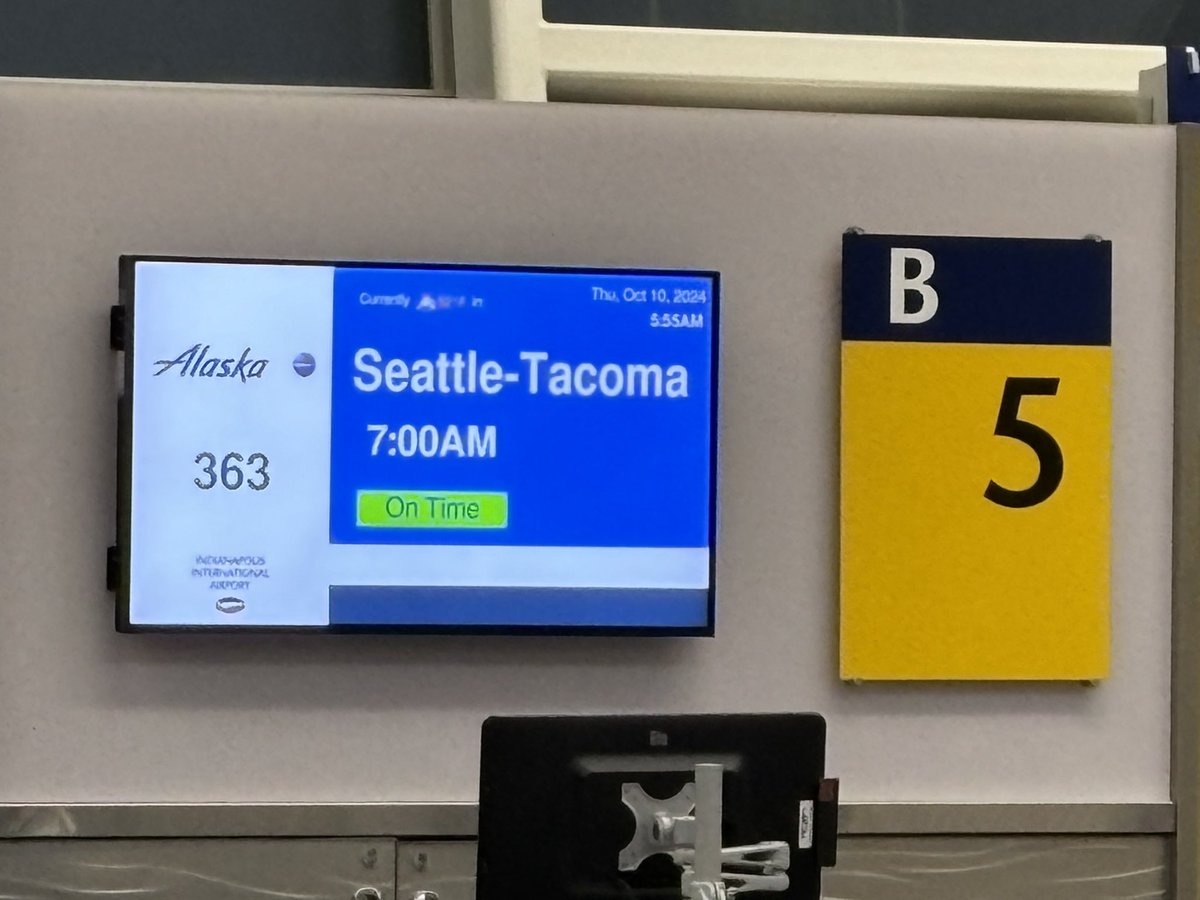 Alaska
363
INDIANAPOLIS
INTERNATIONAL
AIRPORT
Currently in
Thu, Oct 10, 2024
5:55AM
Seattle-Tacoma
7:00AM
On Time
B
5